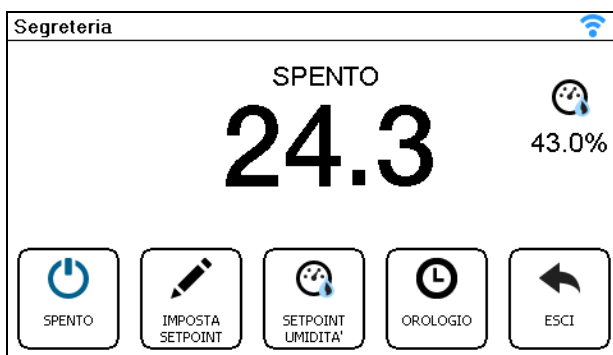 Segreteria
SPENTO
24.3
43.0%
SPENTO
IMPOSTA
SETPOINT
SETPOINT
UMIDITA'
OROLOGIO
ESCI